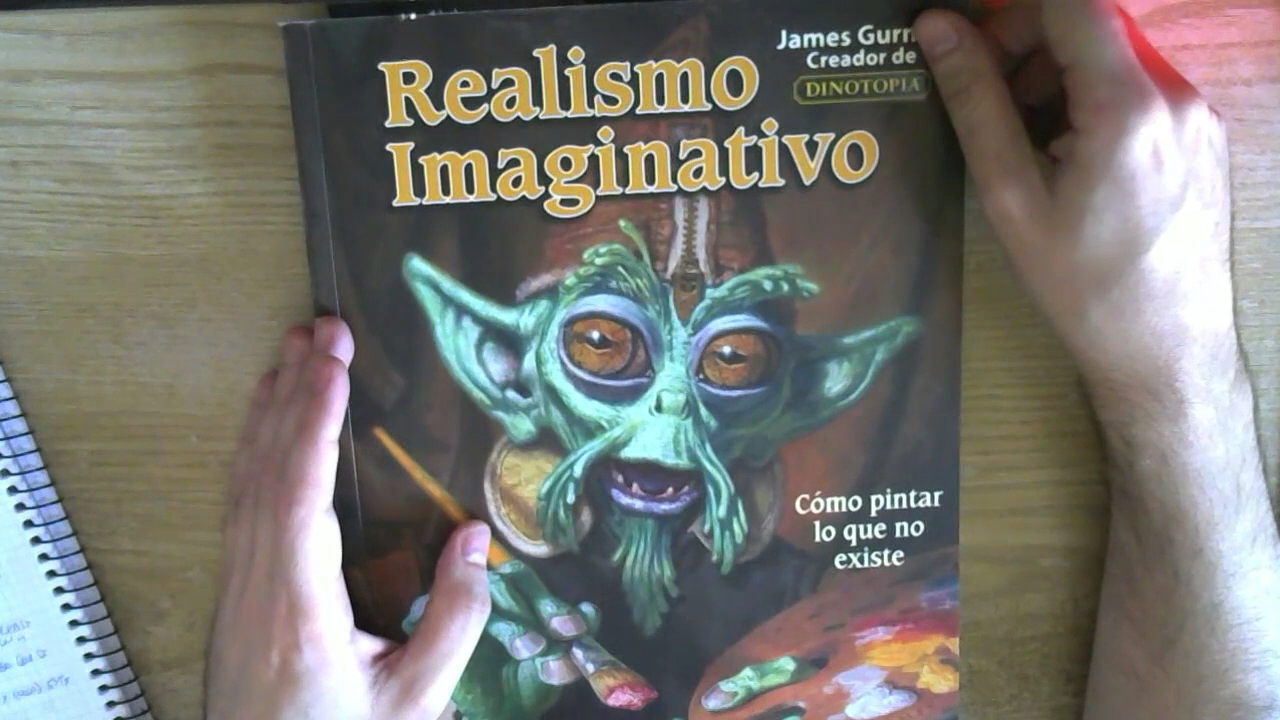 Realismo
Imaginativo
James Gurn
Creador de
DINOTOPIA
Cómo pintar
lo que no
existe